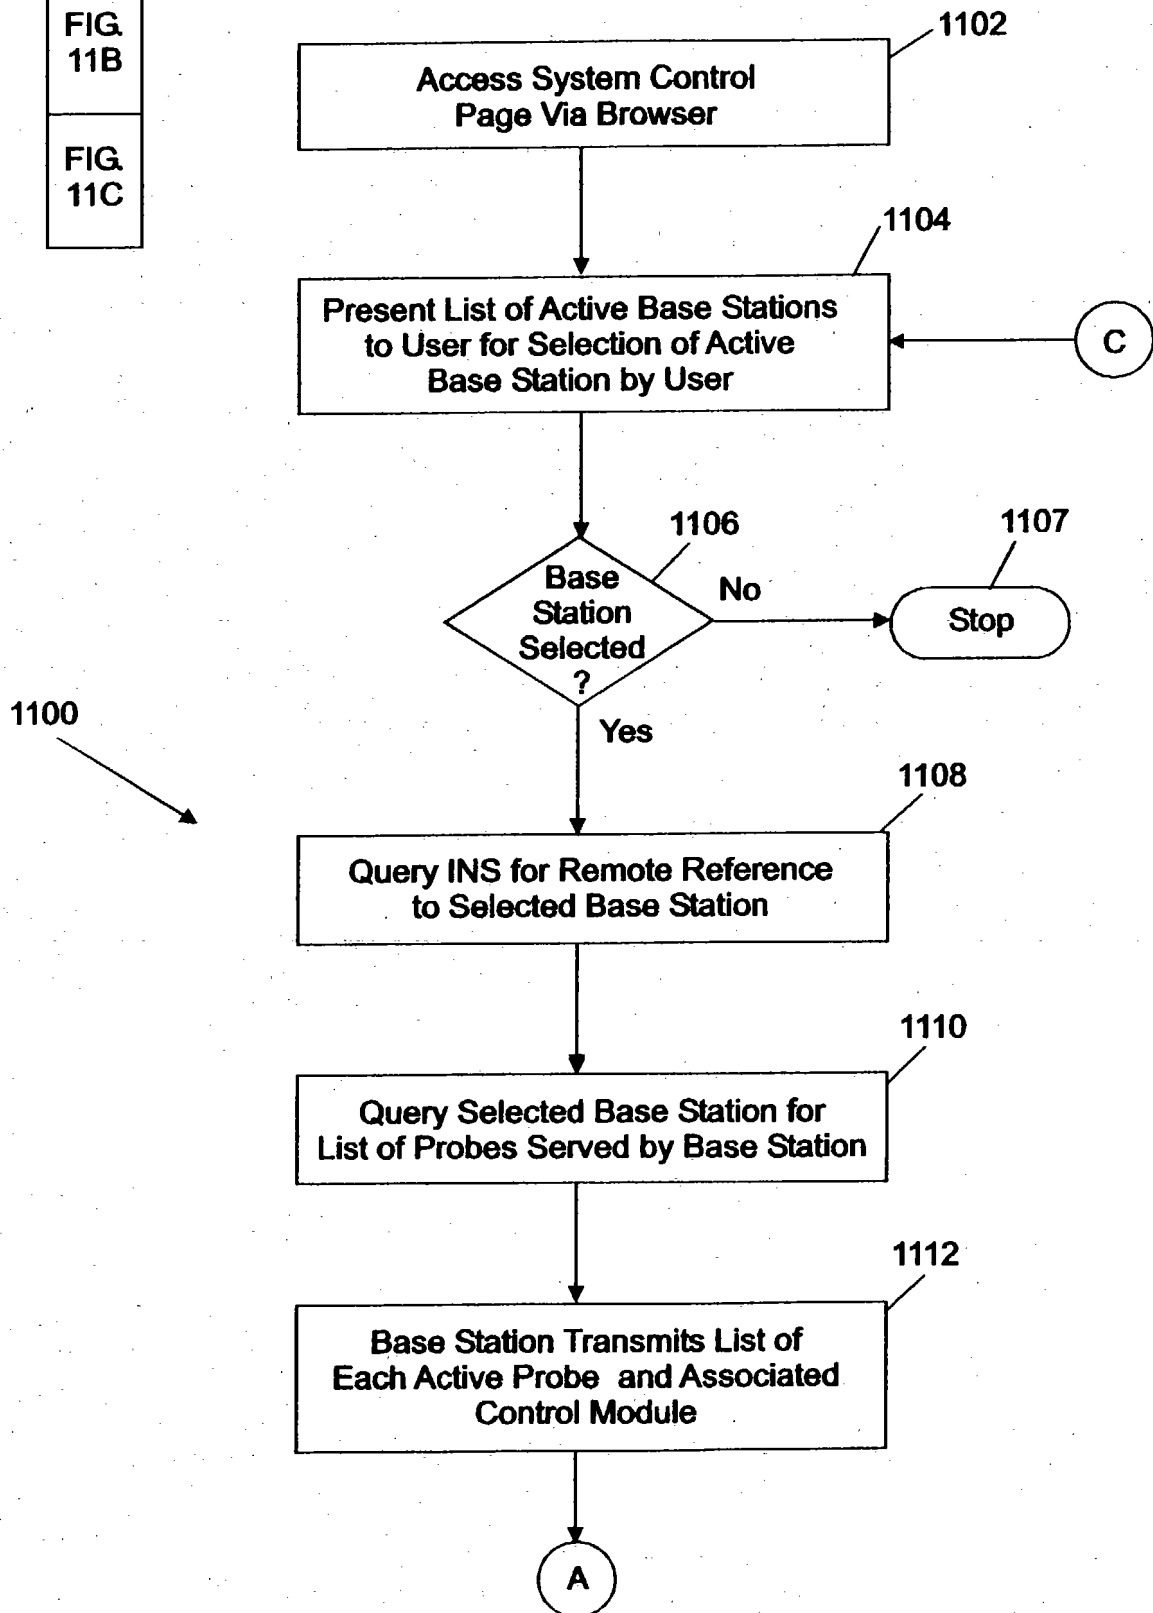 FIG.
11B
FIG.
11C
1102
Access System Control
Page Via Browser
1104
Present List of Active Base Stations
to User for Selection of Active
Base Station by User
C
1106
Base
Station
Selected
?
No
1107
Stop
Yes
1100
1108
Query INS for Remote Reference
to Selected Base Station
1110
Query Selected Base Station for
List of Probes Served by Base Station
1112
Base Station Transmits List of
Each Active Probe and Associated
Control Module
A